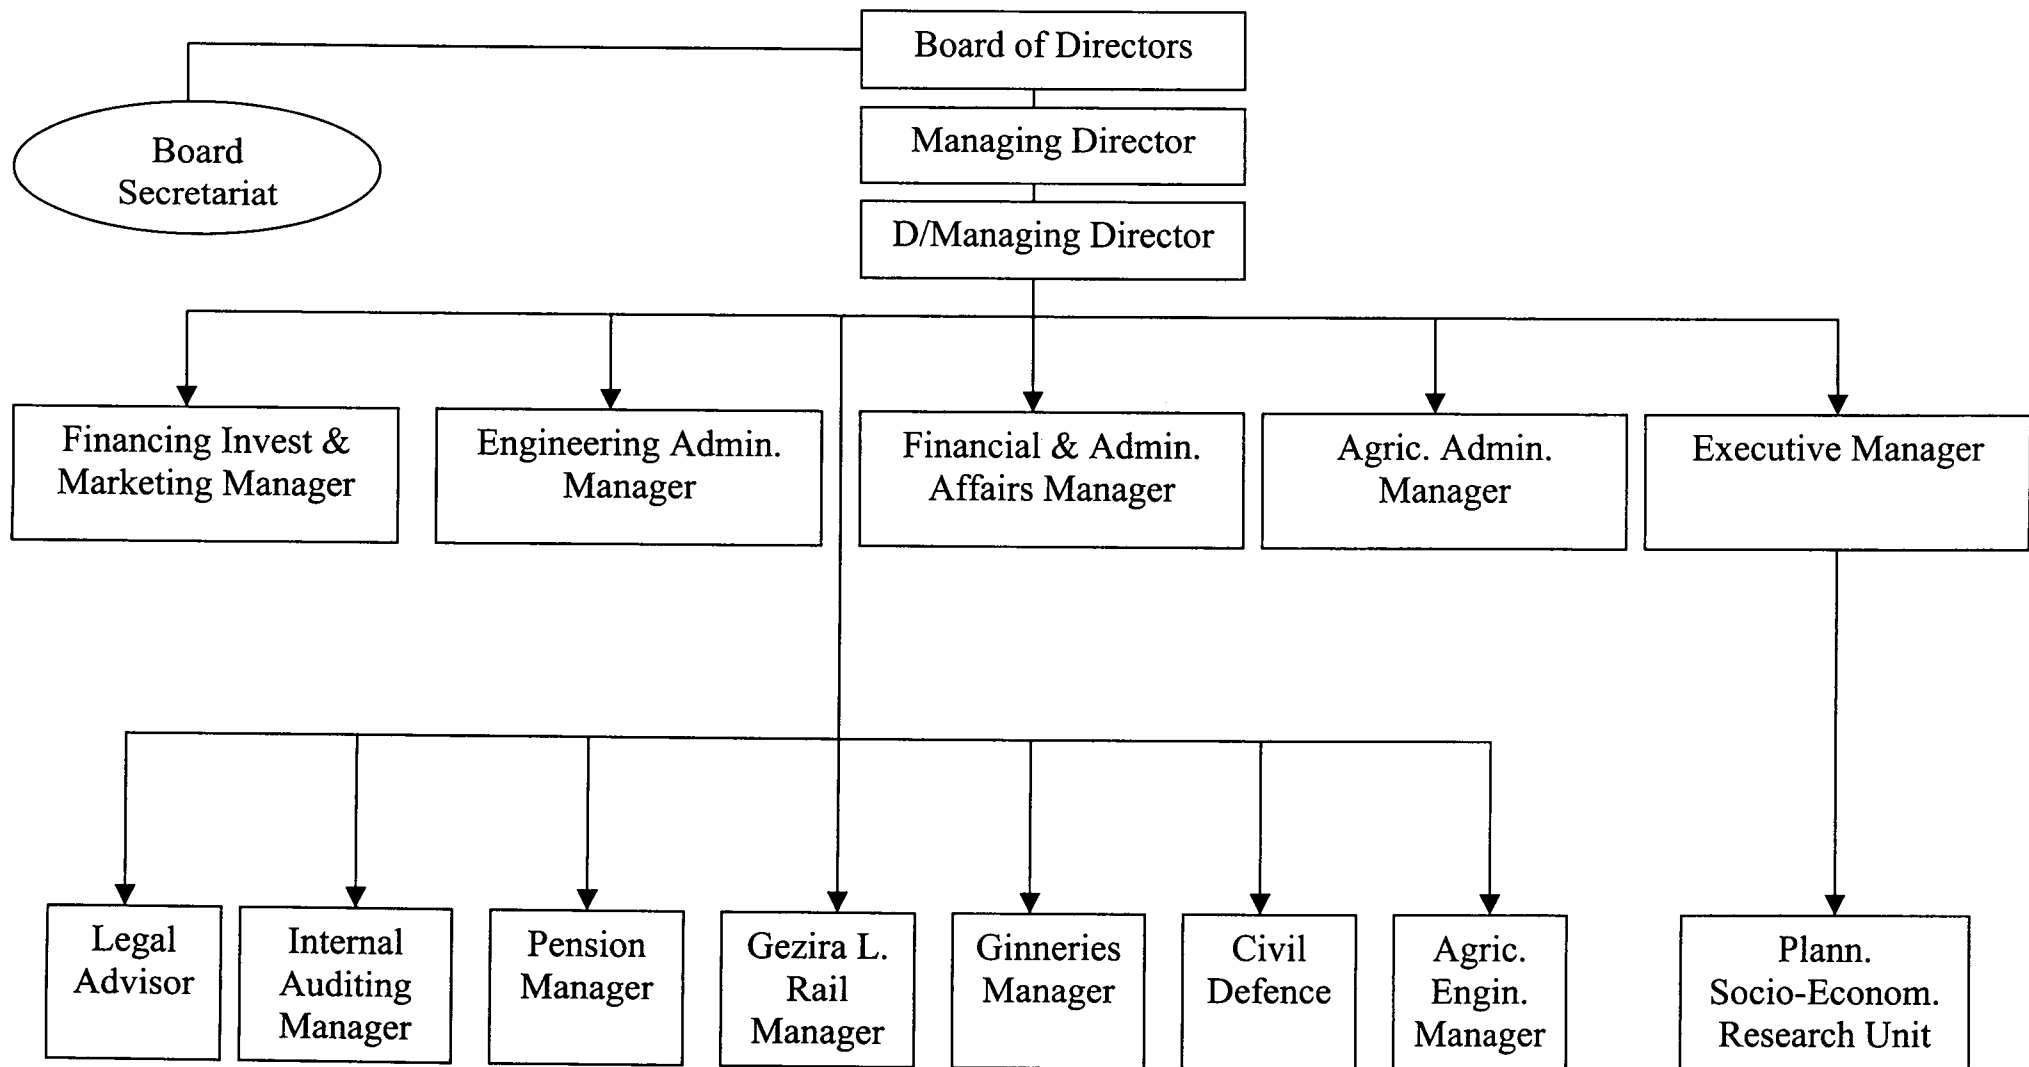 Board of Directors
Board
Secretariat
Managing Director
D/Managing Director
Financing Invest &
Marketing Manager
Engineering Admin.
Manager
Financial & Admin.
Affairs Manager
Agric. Admin.
Manager
Executive Manager
Legal
Advisor
Internal
Auditing
Manager
Pension
Manager
Gezira L.
Rail
Manager
Ginneries
Manager
Civil
Defence
Agric.
Engin.
Manager
Plann.
Socio-Econom.
Research Unit